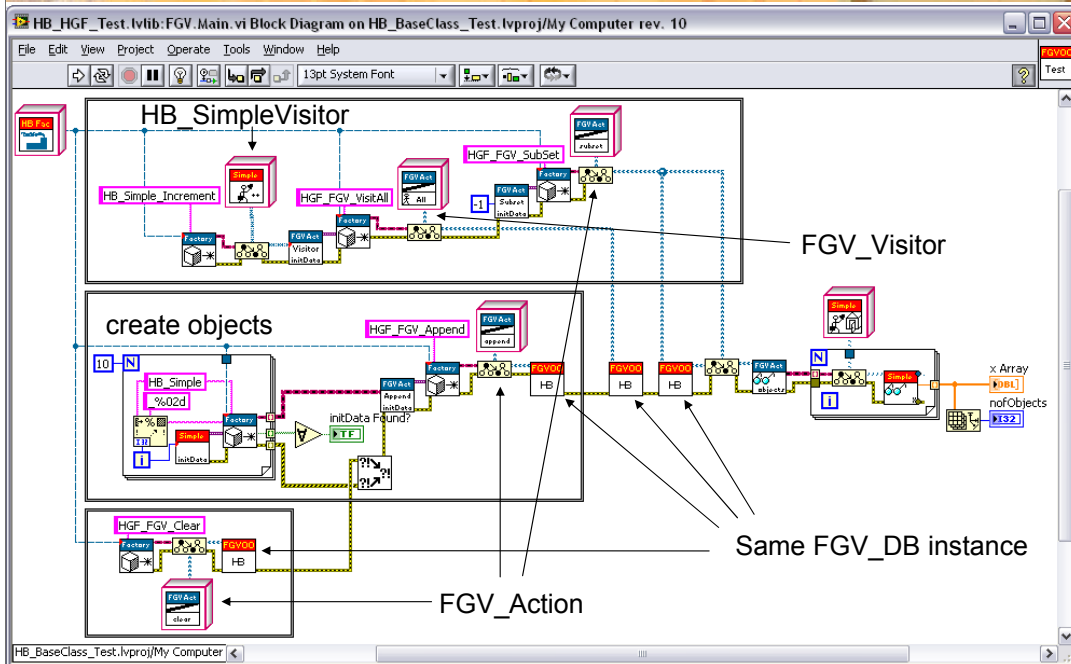 HB_HGF_Test.lvlib:FGV.Main.vi Block Diagram on HB_BaseClass_Test.lvproj/My Computer rev. 10
File Edit View Project Operate Tools Window Help
13pt System Font
FGVOO
Test
HB Fac
HB_SimpleVisitor
Simple
++
HB_Simple_Increment
Factory
FGV Act
Visitor
initData
HGF_FGV_VisitAll
Factory
FGV Act
All
-1
FGV Act
Subset
initData
HGF_FGV_SubSet
Factory
FGV Act
subset
FGV_Visitor
create objects
10 N
HB_Simple
_%02d
i
Simple
initData
Factory
initData Found?
TF
FGV Act
Append
initData
HGF_FGV_Append
Factory
FGV Act
append
FGVOO
HB
FGVOO
HB
FGVOO
HB
FGV Act
objects
Simple
N
i
Simple
x Array
DBL
nofObjects
I32
HGF_FGV_Clear
Factory
FGVOO
HB
FGV Act
clear
Same FGV_DB instance
FGV_Action
HB_BaseClass_Test.lvproj/My Computer